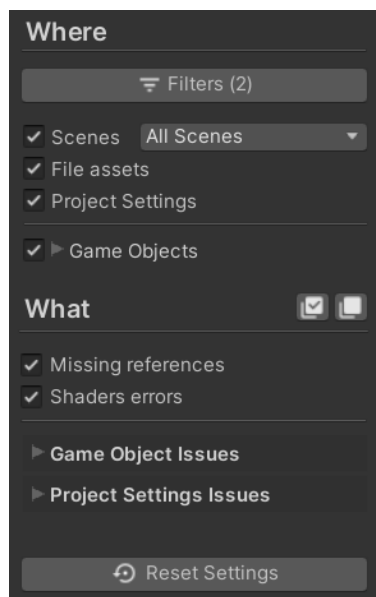 Where
Filters (2)
Scenes All Scenes
File assets
Project Settings
Game Objects
What
Missing references
Shaders errors
Game Object Issues
Project Settings Issues
Reset Settings